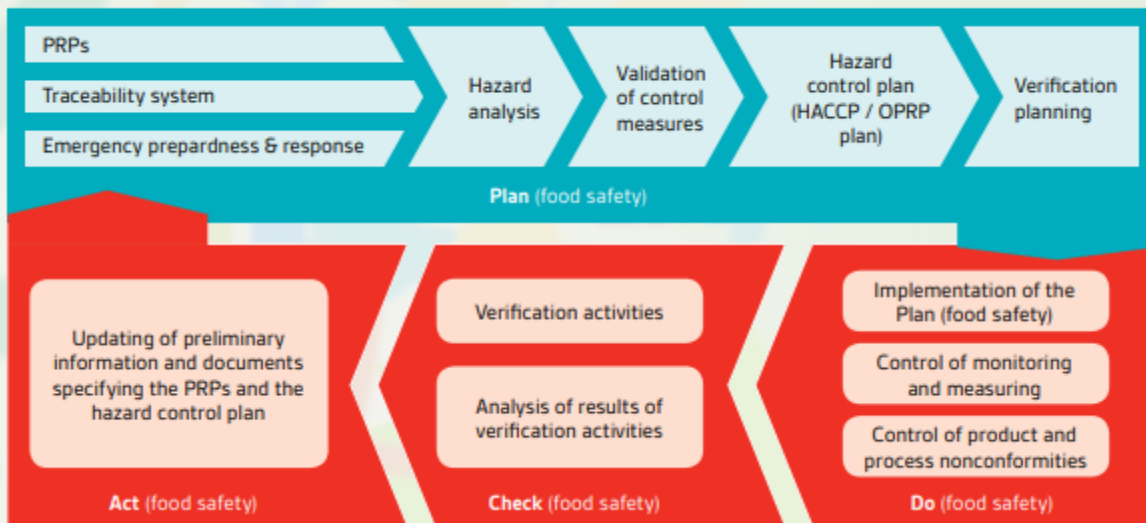 PRPs
Traceability system
Emergency prepardness & response
Hazard
analysis
Validation
of control
measures
Hazard
control plan
(HACCP / OPRP
plan)
Verification
planning
Plan (food safety)
Updating of preliminary
information and documents
specifying the PRPs and the
hazard control plan
Act (food safety)
Verification activities
Analysis of results of
verification activities
Check (food safety)
Implementation of the
Plan (food safety)
Control of monitoring
and measuring
Control of product and
process nonconformities
Do (food safety)